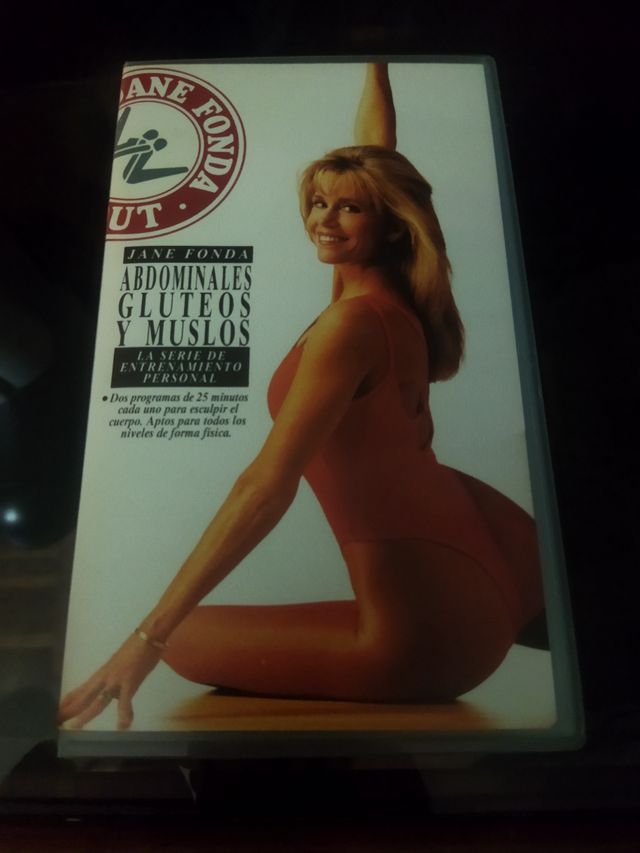 JANE FONDA
UT
JANE FONDA
ABDOMINALES
GLUTEOS
Y MUSLOS
LA SERIE DE
ENTRENAMIENTO
PERSONAL
• Dos programas de 25 minutos
cada uno para esculpir el
cuerpo. Aptos para todos los
niveles de forma física.